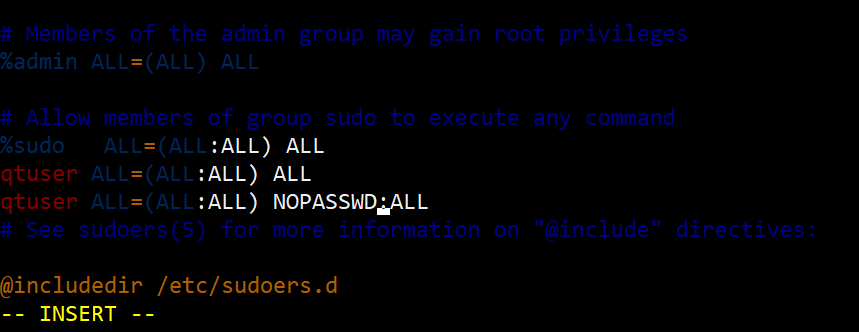 # Members of the admin group may gain root privileges
%admin ALL=(ALL) ALL
# Allow members of group sudo to execute any command
%sudo   ALL=(ALL:ALL) ALL
qtuser ALL=(ALL:ALL) ALL
qtuser ALL=(ALL:ALL) NOPASSWD:ALL
# See sudoers(5) for more information on "@include" directives:
@includedir /etc/sudoers.d
-- INSERT --